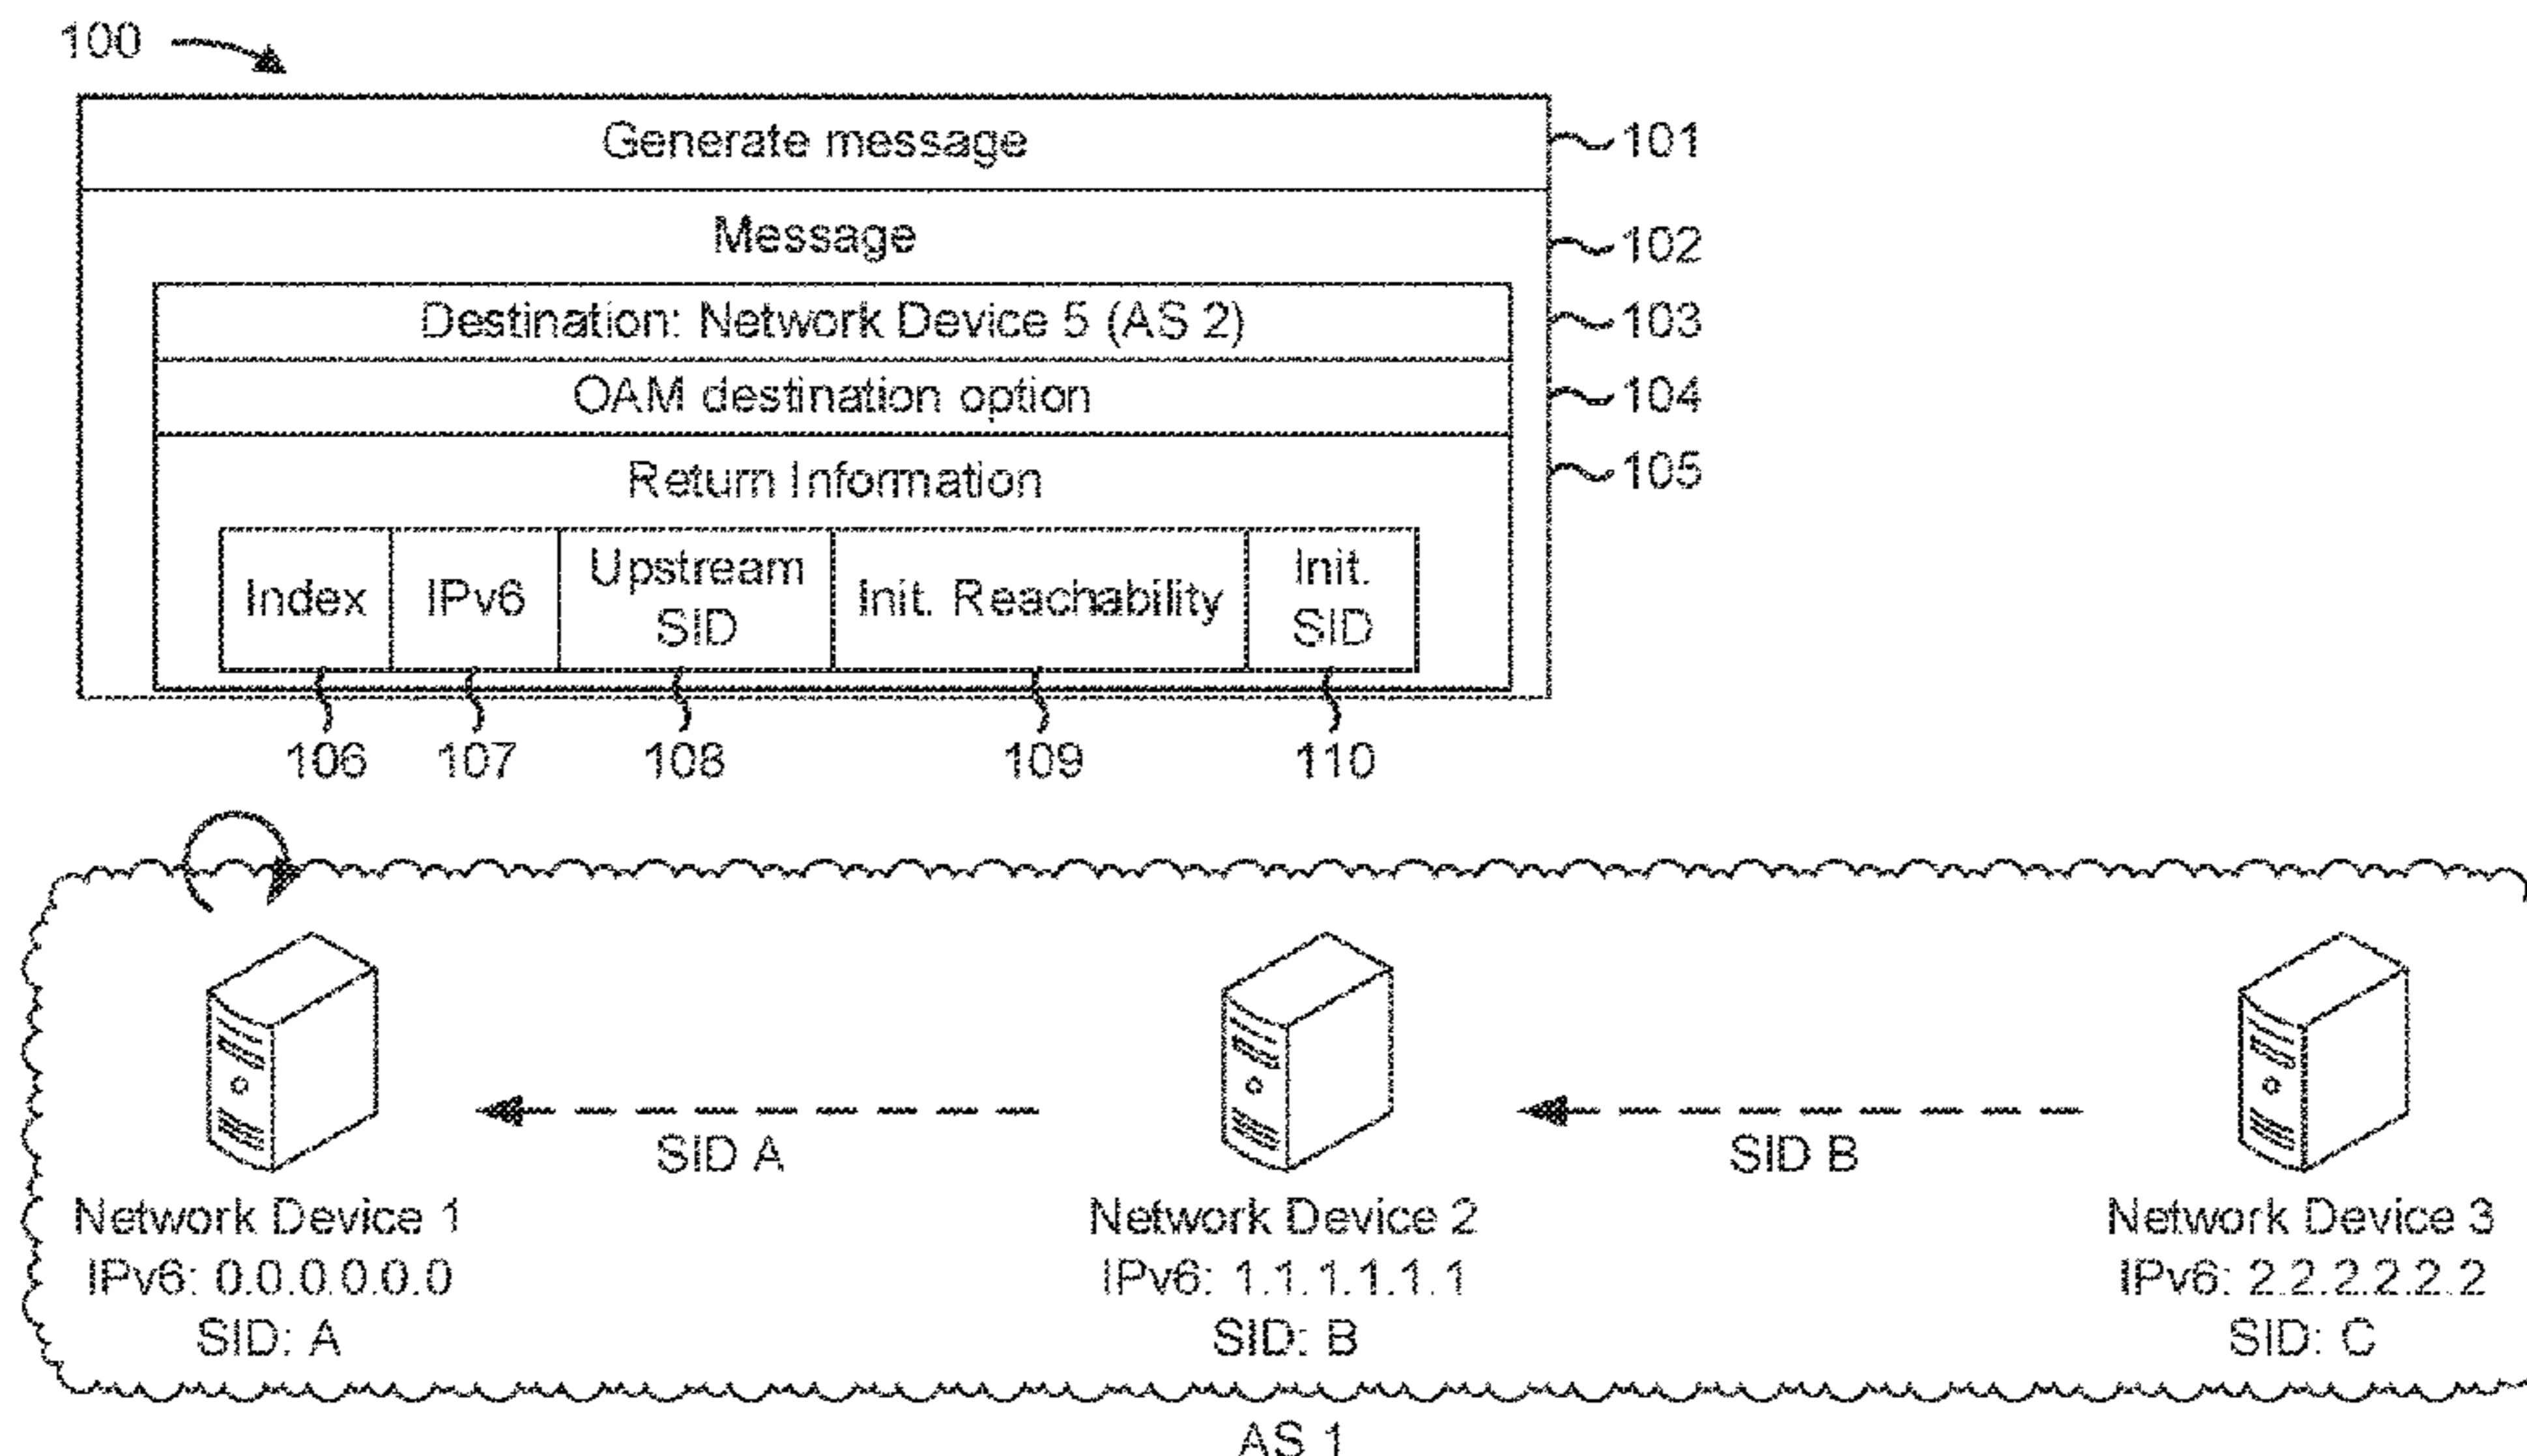 100
Generate message
101
Message
102
Destination: Network Device 5 (AS 2)
103
OAM destination option
104
Return Information
105
Index
IPv6
Upstream
SID
Init. Reachability
Init.
SID
106
107
108
109
110
SID A
SID B
Network Device 1
IPv6: 0.0.0.0.0.0
SID: A
Network Device 2
IPv6: 1.1.1.1.1.1
SID: B
Network Device 3
IPv6: 2.2.2.2.2.2
SID: C
AS 1